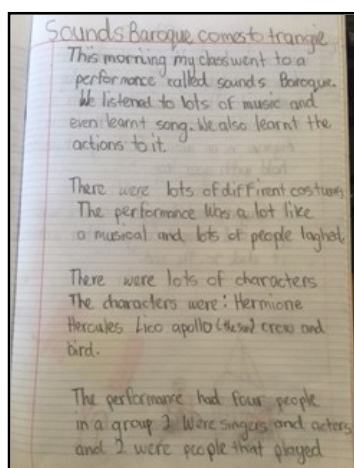 Sounds Baroque comes to trangie
This morning my class went to a
performance called sounds Baroque.
We listened to lots of music and
even learnt song. We also learnt the
actions to it.
There were lots of diffirent costumes
The performance was a lot like
a musical and lots of people laghet.
There were lots of characters
The characters were: Hermione
Hercules Lico apollo (the sun) crow and
bird.
The performance had four people
in a group 2 were singers and acters
and 2 were people that played